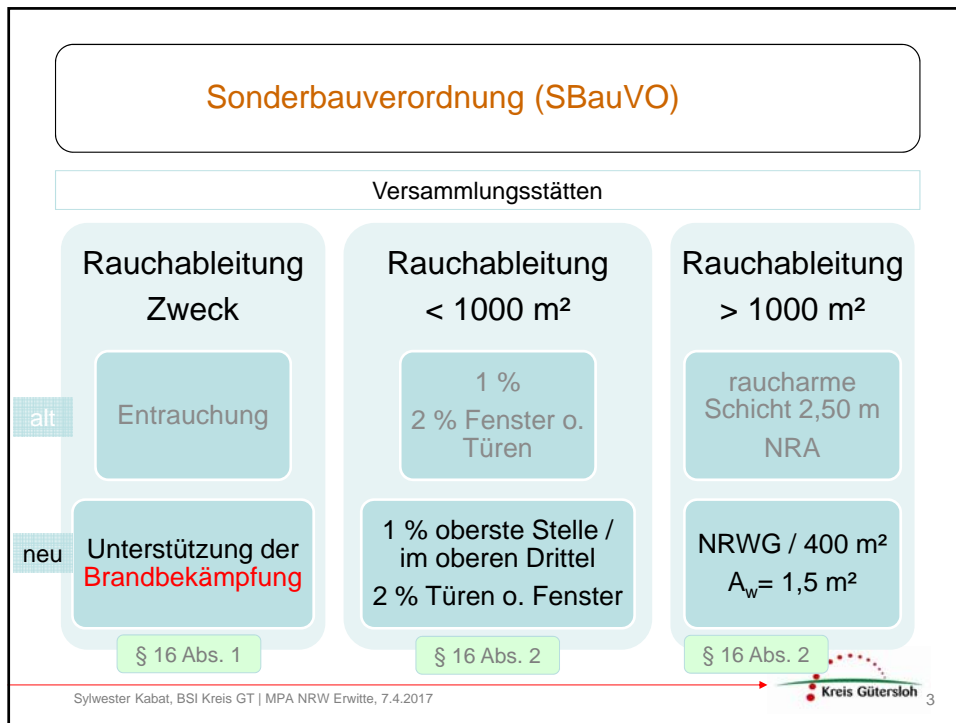 Sonderbauverordnung (SBauVO)
Versammlungsstätten
Rauchableitung
Zweck
Rauchableitung
< 1000 m²
Rauchableitung
> 1000 m²
alt
Entrauchung
1 %
2 % Fenster o.
Türen
raucharme
Schicht 2,50 m
NRA
neu
Unterstützung der
Brandbekämpfung
1 % oberste Stelle /
im oberen Drittel
2 % Türen o. Fenster
NRWG / 400 m²
Aw= 1,5 m²
§ 16 Abs. 1
§ 16 Abs. 2
§ 16 Abs. 2
Sylwester Kabat, BSI Kreis GT | MPA NRW Erwitte, 7.4.2017
Kreis Gütersloh
3